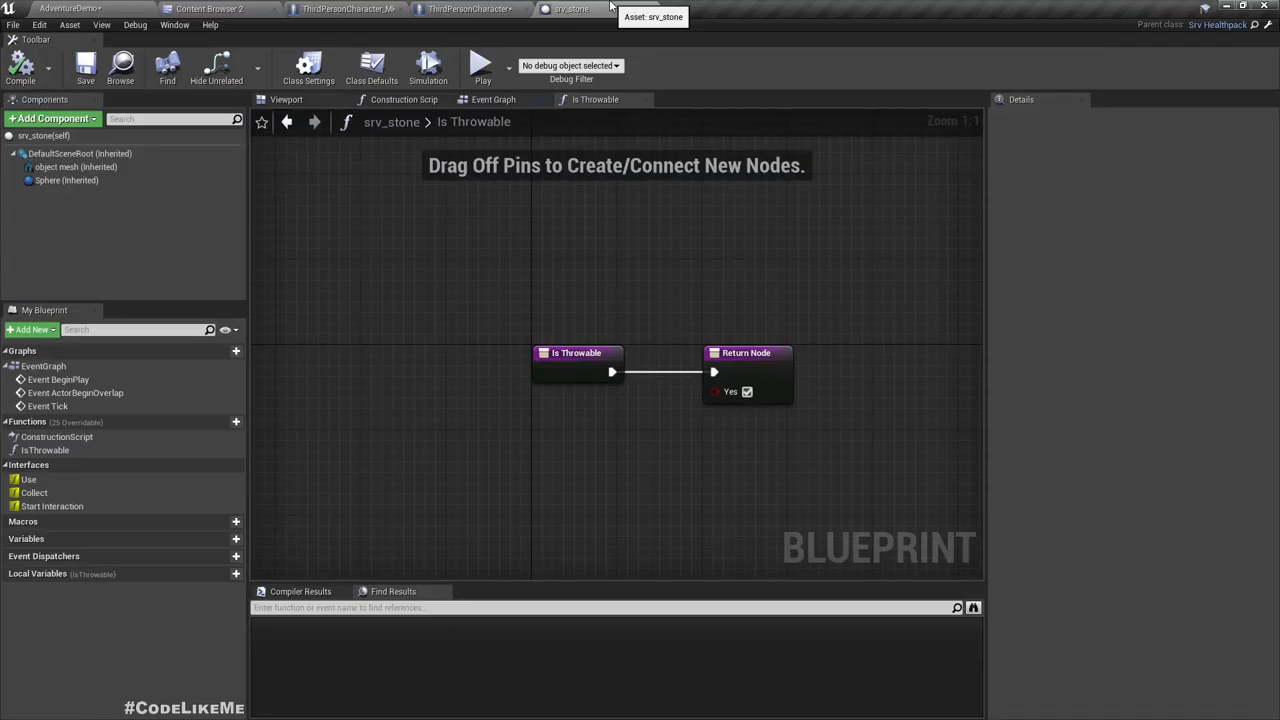 AdventureDemo*
Content Browser 2
ThirdPersonCharacter_M
ThirdPersonCharacter*
srv_stone
Asset: srv_stone
File
Edit
Asset
View
Debug
Window
Help
Parent class: Srv Healthpack
Toolbar
Compile
Save
Browse
Find
Hide Unrelated
Class Settings
Class Defaults
Simulation
Play
No debug object selected
Debug Filter
Components
+Add Component
Search
srv_stone(self)
DefaultSceneRoot (Inherited)
object mesh (Inherited)
Sphere (Inherited)
Viewport
Construction Scrip
Event Graph
Is Throwable
Details
srv_stone > Is Throwable
Zoom 1:1
Drag Off Pins to Create/Connect New Nodes.
Is Throwable
Return Node
Yes
BLUEPRINT
My Blueprint
+Add New
Search
Graphs
EventGraph
Event BeginPlay
Event ActorBeginOverlap
Event Tick
Functions (25 Overridable)
ConstructionScript
IsThrowable
Interfaces
Use
Collect
Start Interaction
Macros
Variables
Event Dispatchers
Local Variables (IsThrowable)
Compiler Results
Find Results
Enter function or event name to find references...
#CodeLikeMe